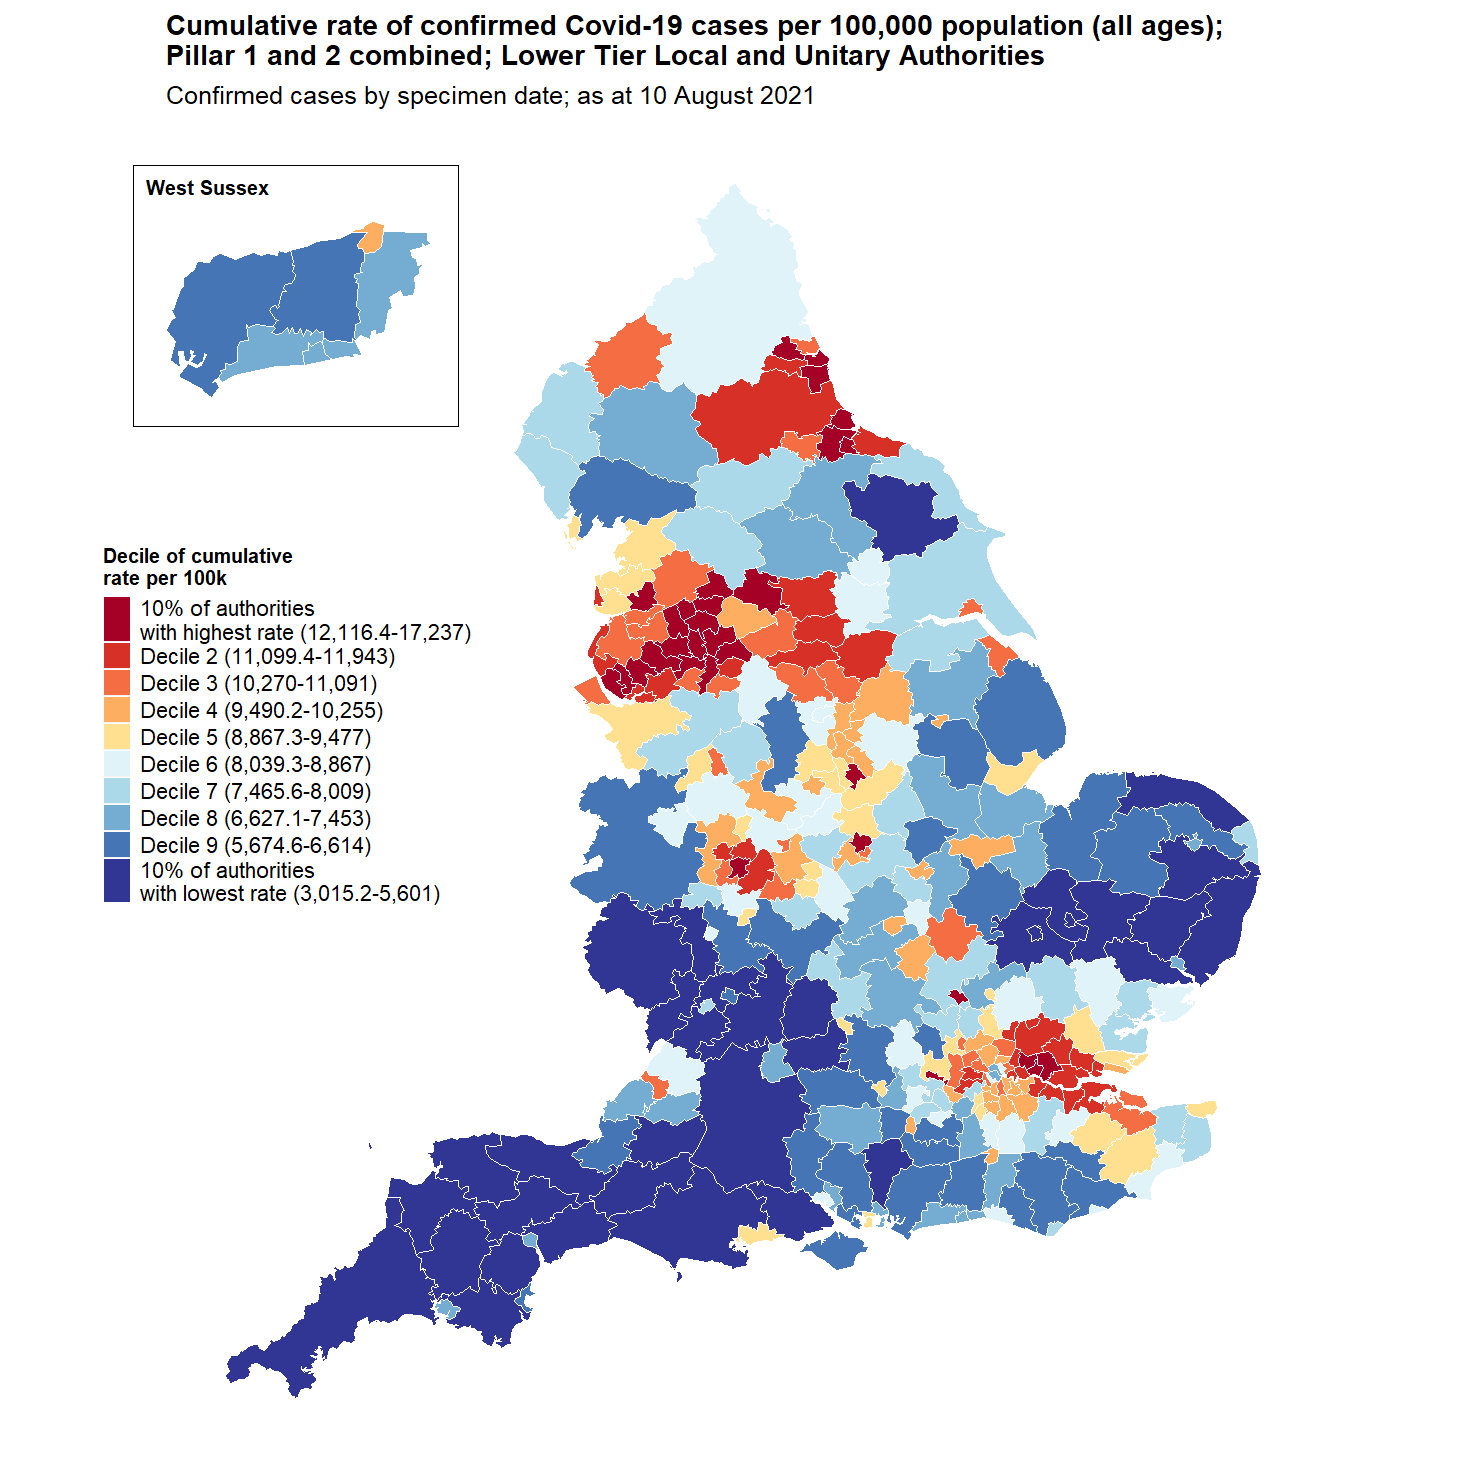 Cumulative rate of confirmed Covid-19 cases per 100,000 population (all ages);
Pillar 1 and 2 combined; Lower Tier Local and Unitary Authorities
Confirmed cases by specimen date; as at 10 August 2021
West Sussex
Decile of cumulative
rate per 100k
10% of authorities
with highest rate (12,116.4-17,237)
Decile 2 (11,099.4-11,943)
Decile 3 (10,270-11,091)
Decile 4 (9,490.2-10,255)
Decile 5 (8,867.3-9,477)
Decile 6 (8,039.3-8,867)
Decile 7 (7,465.6-8,009)
Decile 8 (6,627.1-7,453)
Decile 9 (5,674.6-6,614)
10% of authorities
with lowest rate (3,015.2-5,601)